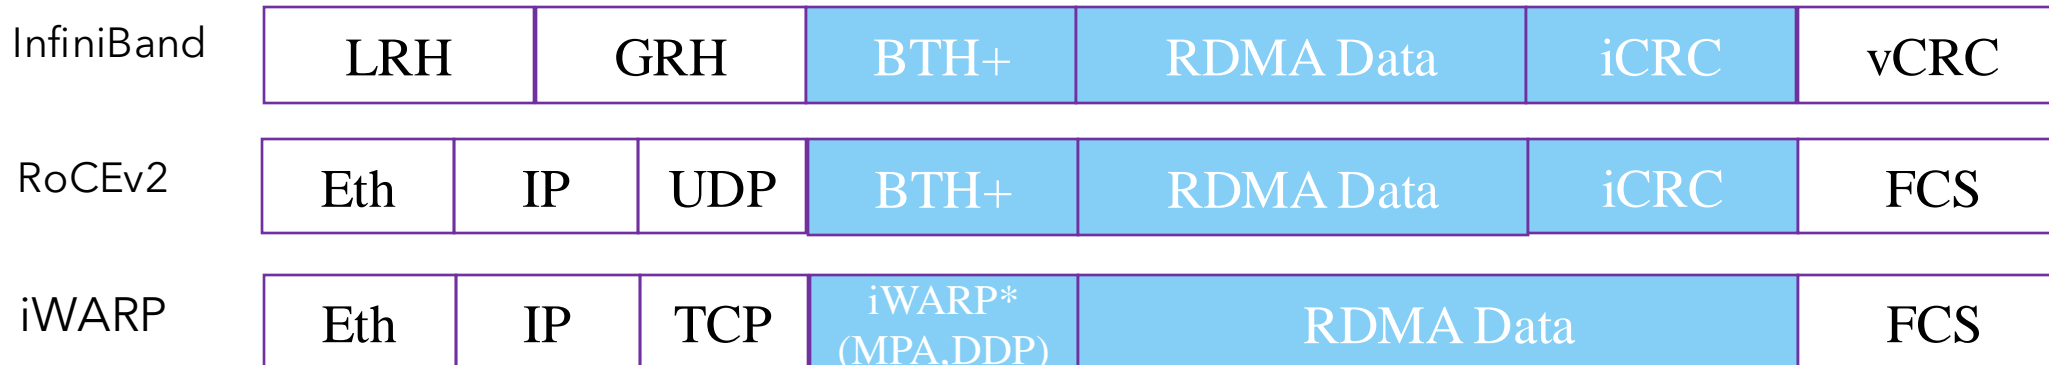 InfiniBand LRH GRH BTH+ RDMA Data iCRC vCRC
RoCEv2 Eth IP UDP BTH+ RDMA Data iCRC FCS
iWARP Eth IP TCP iWARP* (MPA,DDP) RDMA Data FCS